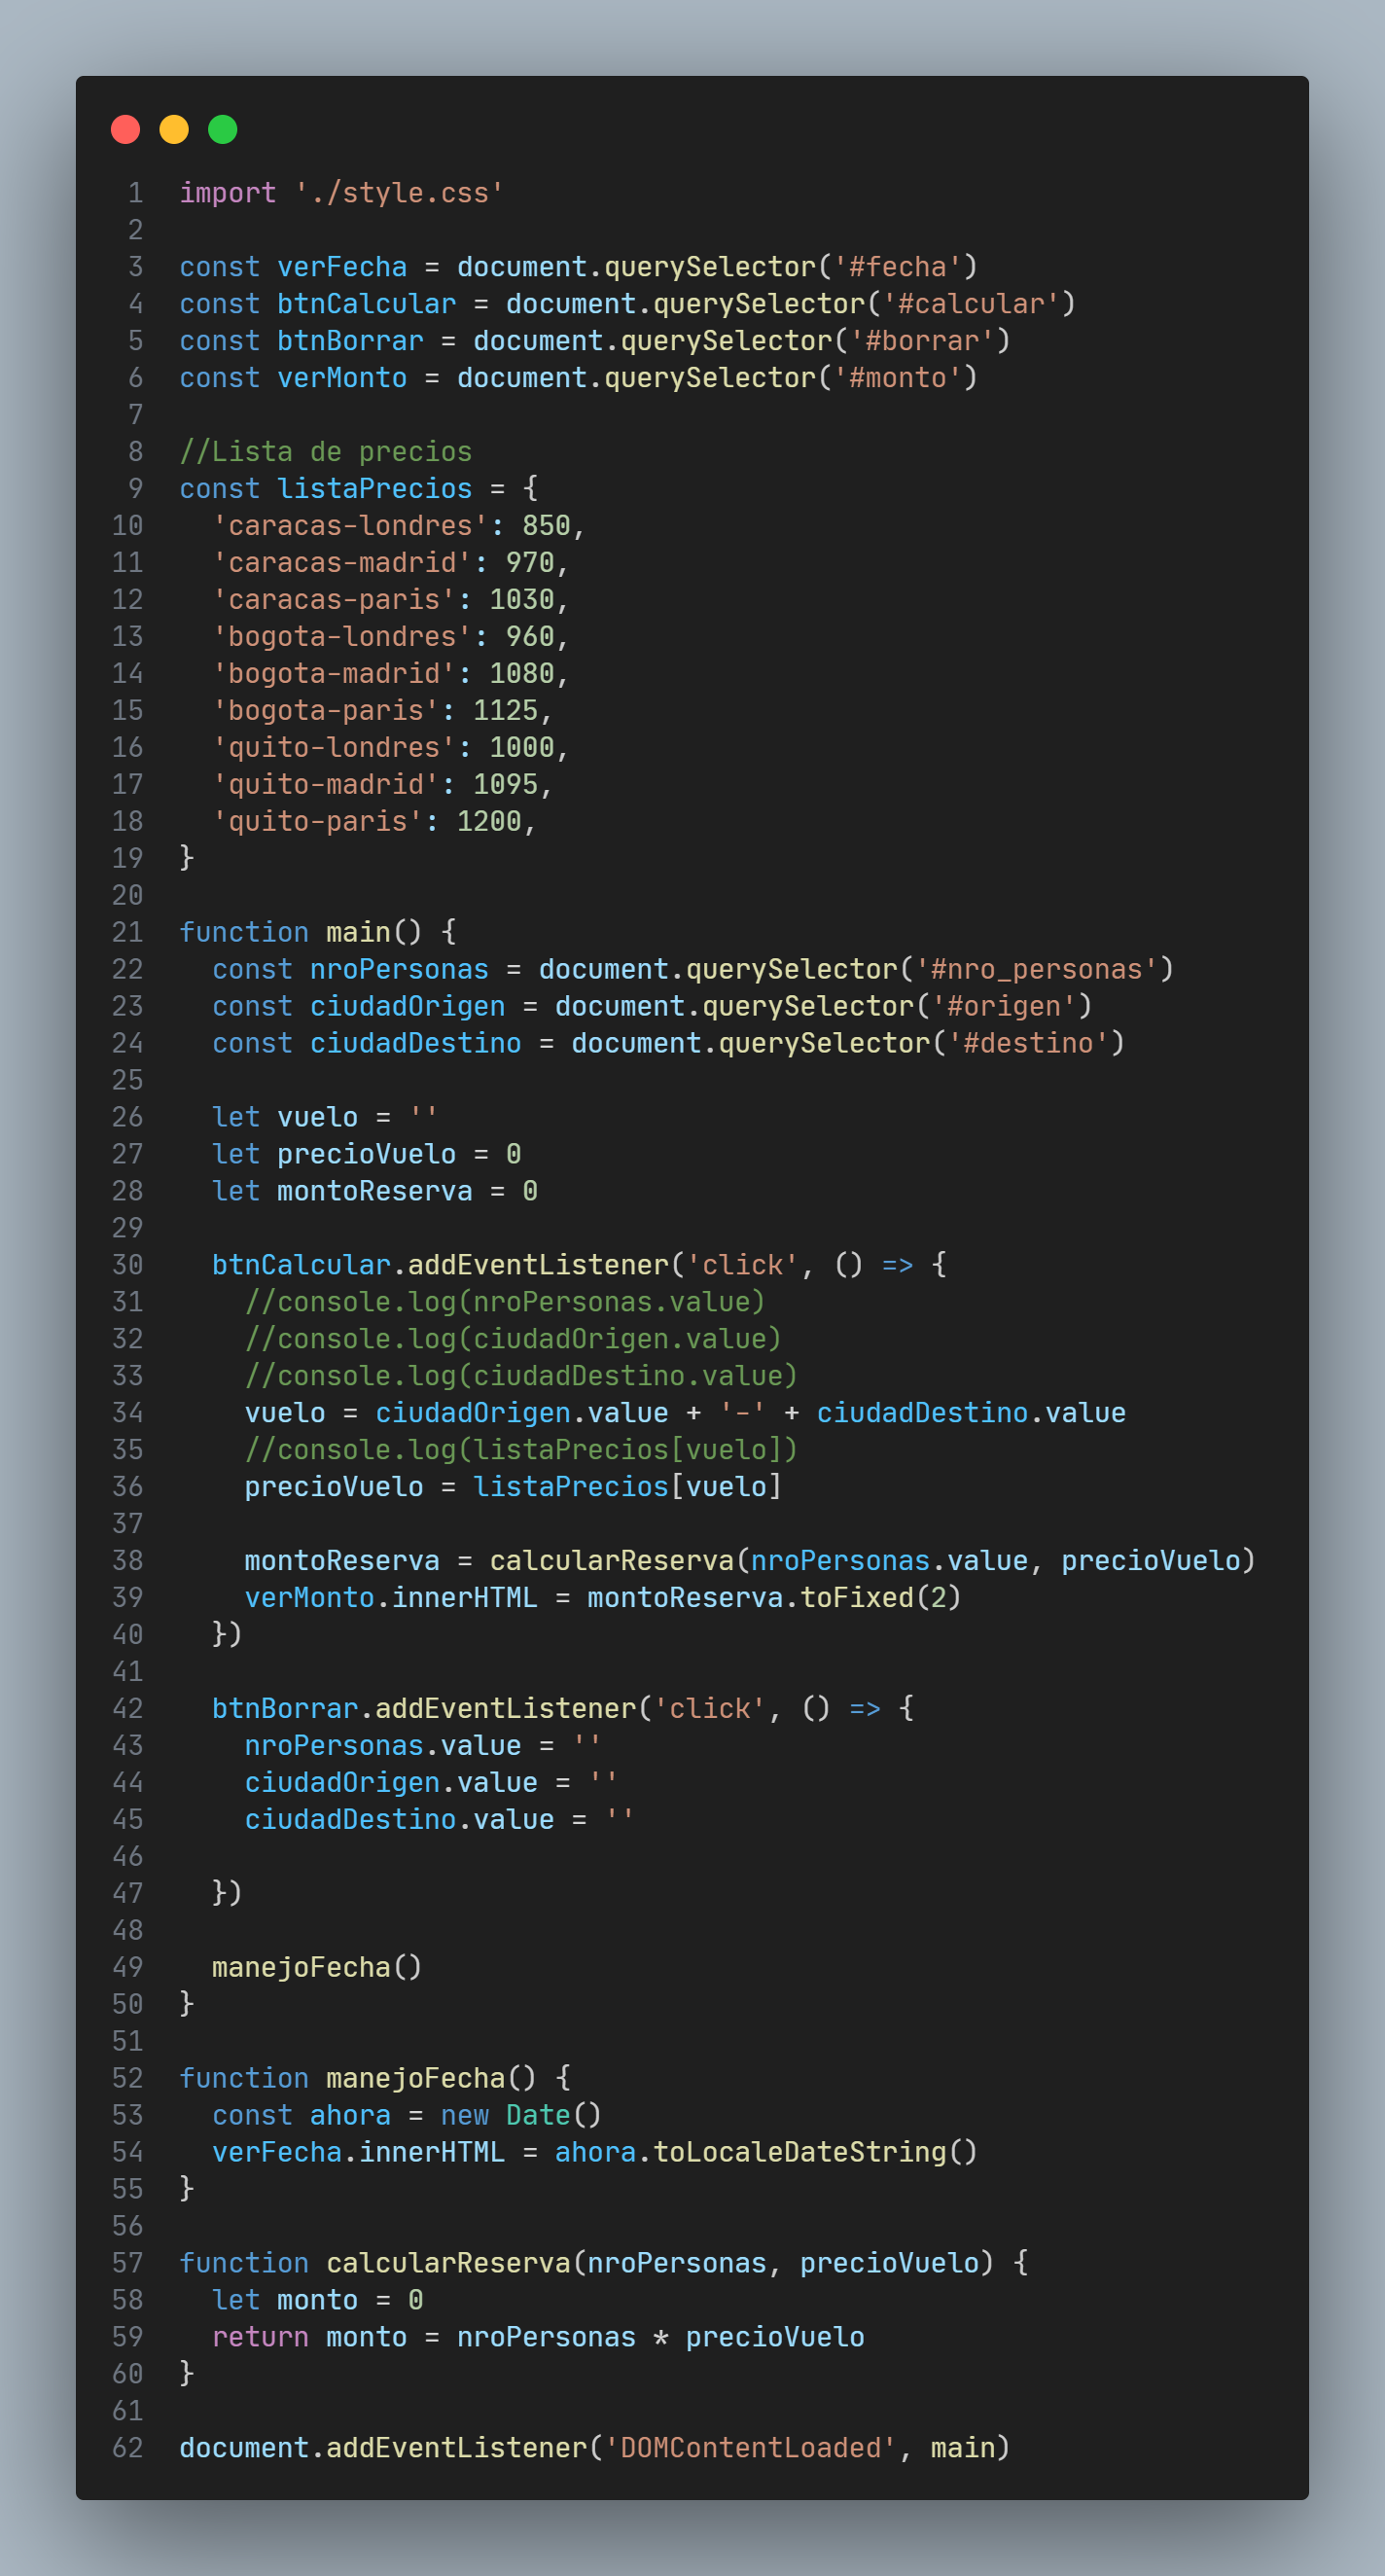 1 import './style.css'
2
3 const verFecha = document.querySelector('#fecha')
4 const btnCalcular = document.querySelector('#calcular')
5 const btnBorrar = document.querySelector('#borrar')
6 const verMonto = document.querySelector('#monto')
7
8 //Lista de precios
9 const listaPrecios = {
10   'caracas-londres': 850,
11   'caracas-madrid': 970,
12   'caracas-paris': 1030,
13   'bogota-londres': 960,
14   'bogota-madrid': 1080,
15   'bogota-paris': 1125,
16   'quito-londres': 1000,
17   'quito-madrid': 1095,
18   'quito-paris': 1200,
19 }
20
21 function main() {
22   const nroPersonas = document.querySelector('#nro_personas')
23   const ciudadOrigen = document.querySelector('#origen')
24   const ciudadDestino = document.querySelector('#destino')
25
26   let vuelo = ''
27   let precioVuelo = 0
28   let montoReserva = 0
29
30   btnCalcular.addEventListener('click', () => {
31     //console.log(nroPersonas.value)
32     //console.log(ciudadOrigen.value)
33     //console.log(ciudadDestino.value)
34     vuelo = ciudadOrigen.value + '-' + ciudadDestino.value
35     //console.log(listaPrecios[vuelo])
36     precioVuelo = listaPrecios[vuelo]
37
38     montoReserva = calcularReserva(nroPersonas.value, precioVuelo)
39     verMonto.innerHTML = montoReserva.toFixed(2)
40   })
41
42   btnBorrar.addEventListener('click', () => {
43     nroPersonas.value = ''
44     ciudadOrigen.value = ''
45     ciudadDestino.value = ''
46
47   })
48
49   manejoFecha()
50 }
51
52 function manejoFecha() {
53   const ahora = new Date()
54   verFecha.innerHTML = ahora.toLocaleDateString()
55 }
56
57 function calcularReserva(nroPersonas, precioVuelo) {
58   let monto = 0
59   return monto = nroPersonas * precioVuelo
60 }
61
62 document.addEventListener('DOMContentLoaded', main)